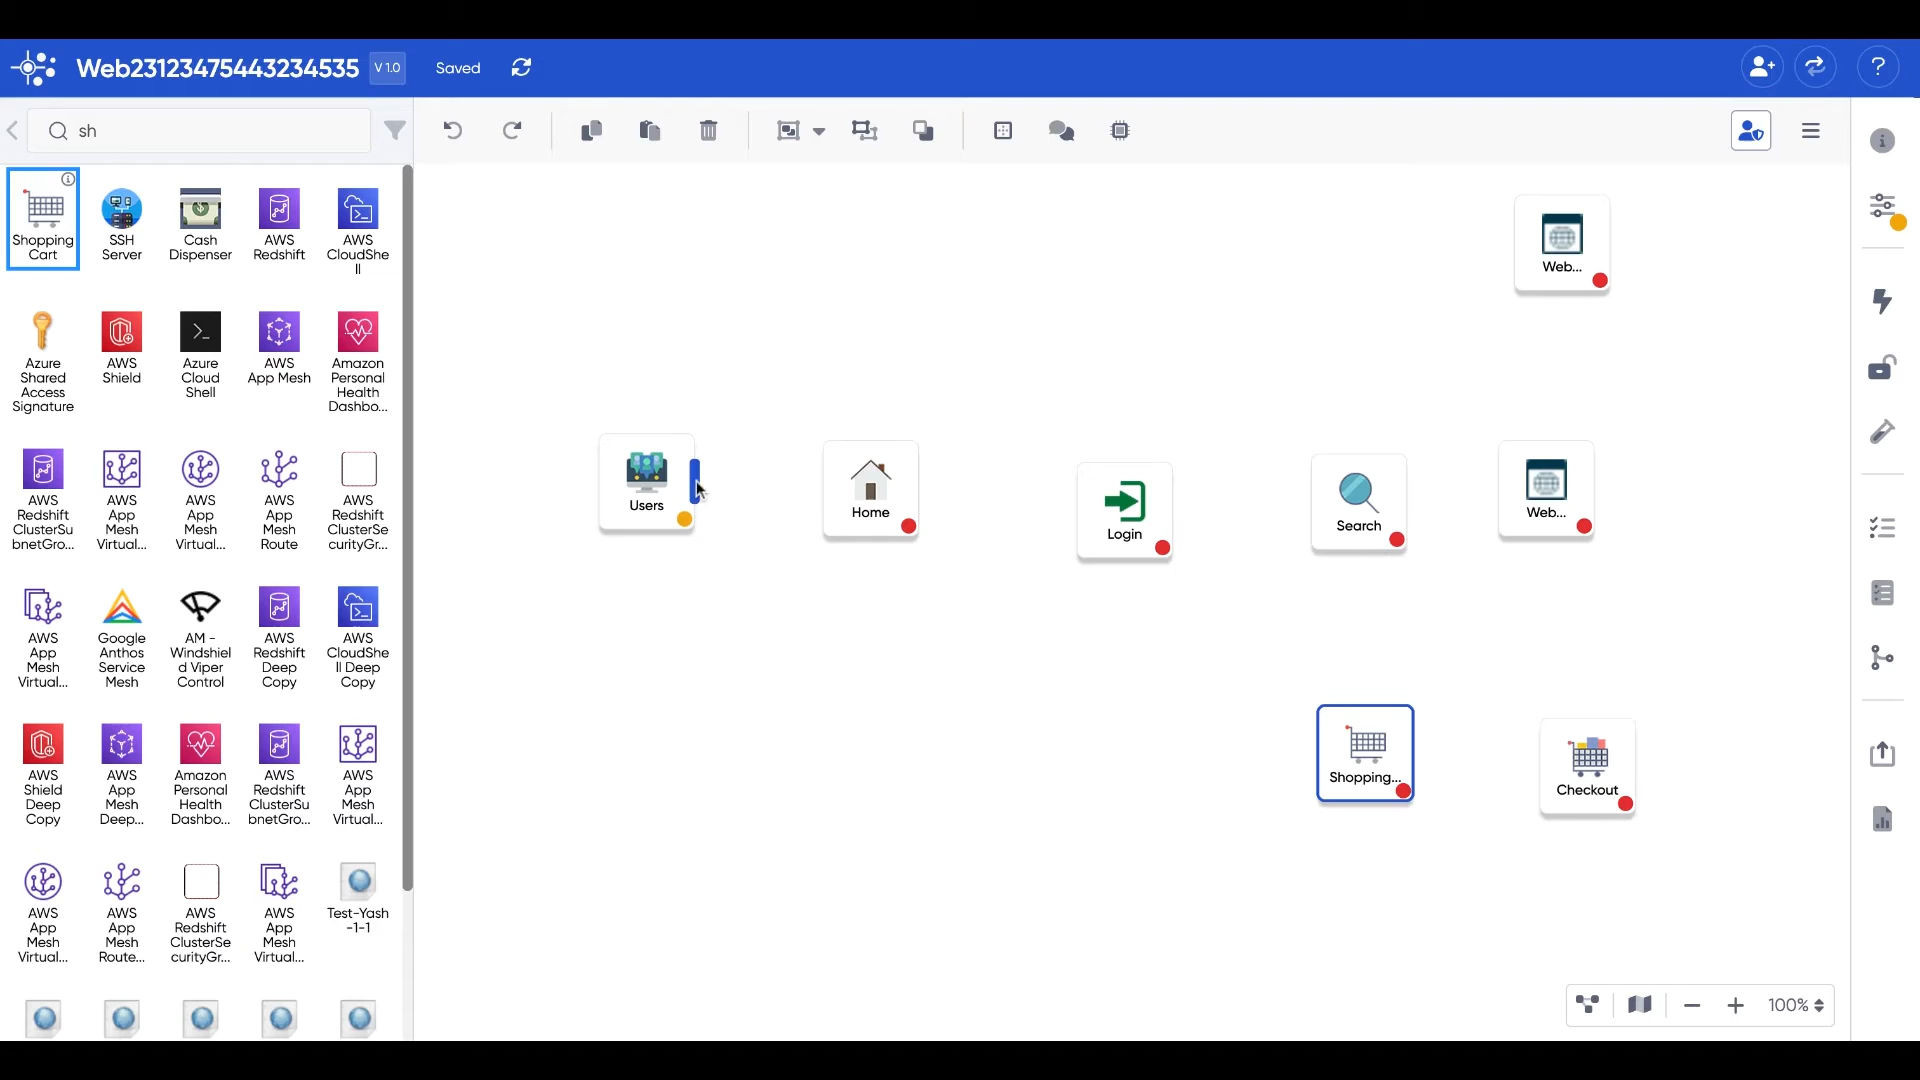 Web23123475443234535
V 1.0
Saved
?
sh
Shopping
Cart
SSH
Server
Cash
Dispenser
AWS
Redshift
AWS
CloudShe
ll
Azure
Shared
Access
Signature
AWS
Shield
Azure
Cloud
Shell
AWS
App Mesh
Amazon
Personal
Health
Dashbo...
AWS
Redshift
ClusterSu
bnetGro...
AWS
App
Mesh
Virtual...
AWS
App
Mesh
Virtual...
AWS
App
Mesh
Route
AWS
Redshift
ClusterSe
curityGr...
AWS
App
Mesh
Virtual...
Google
Anthos
Service
Mesh
AM -
Windshiel
d Viper
Control
AWS
Redshift
Deep
Copy
AWS
CloudShe
ll Deep
Copy
AWS
Shield
Deep
Copy
AWS
App
Mesh
Deep...
Amazon
Personal
Health
Dashbo...
AWS
Redshift
ClusterSu
bnetGro...
AWS
App
Mesh
Virtual...
AWS
App
Mesh
Virtual...
AWS
App
Mesh
Route...
AWS
Redshift
ClusterSe
curityGr...
AWS
App
Mesh
Virtual...
Test-Yash
-1-1
Web...
Users
Home
Login
Search
Web...
Shopping...
Checkout
100%